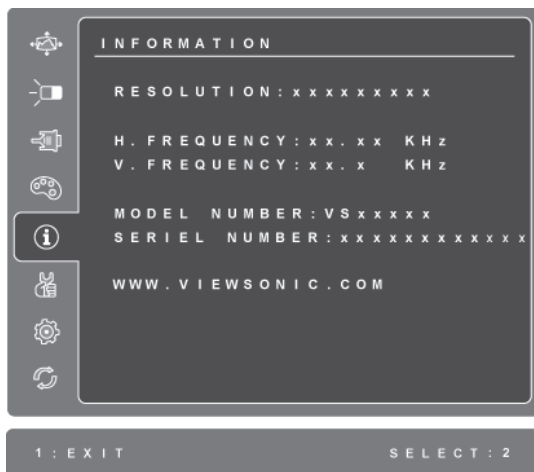 INFORMATION
RESOLUTION:xxxxxxxxx
H. FREQUENCY:xx.xx KHz
V. FREQUENCY:xx.x KHz
MODEL NUMBER:VSxxxxx
SERIEL NUMBER:xxxxxxxxxxxx
WWW.VIEWSONIC.COM
1:EXIT SELECT:2